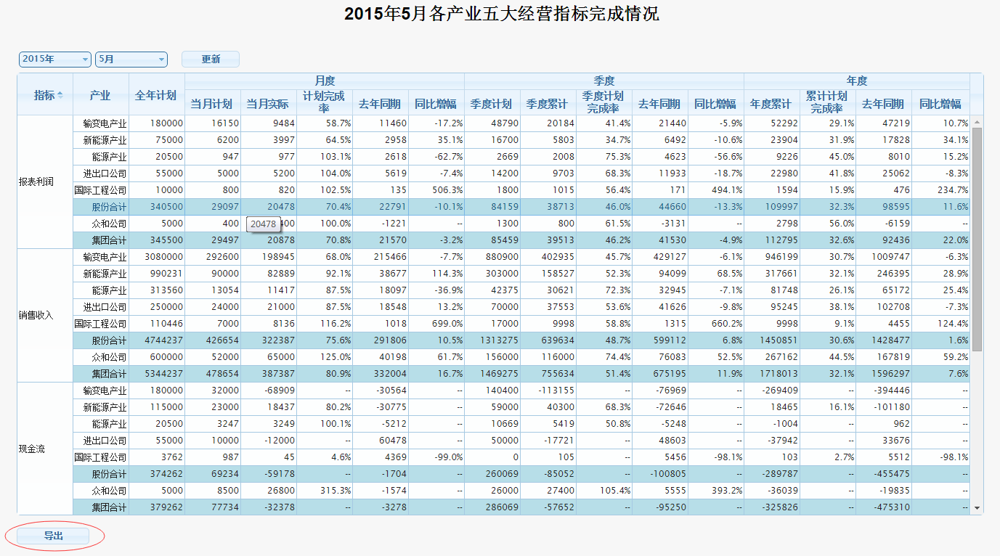 2015年5月各产业五大经营指标完成情况
2015年 5月 更新
指标 产业 全年计划 月度 季度 年度
当月计划 当月实际 计划完成率 去年同期 同比增幅 季度计划 季度累计 季度计划完成率 去年同期 同比增幅 年度累计 累计计划完成率 去年同期 同比增幅
报表利润
输变电产业 180000 16150 9484 58.7% 11460 -17.2% 48790 20184 41.4% 21440 -5.9% 52292 29.1% 47219 10.7%
新能源产业 75000 6200 3997 64.5% 2958 35.1% 16700 5803 34.7% 6492 -10.6% 23904 31.9% 17828 34.1%
能源产业 20500 947 977 103.1% 2618 -62.7% 2669 2008 75.3% 4623 -56.6% 9226 45.0% 8010 15.2%
进出口公司 55000 5000 5200 104.0% 5619 -7.4% 14200 9703 68.3% 11933 -18.7% 22980 41.8% 25062 -8.3%
国际工程公司 10000 800 820 102.5% 135 506.3% 1800 1015 56.4% 171 494.1% 1594 15.9% 476 234.7%
股份合计 340500 29097 20478 70.4% 22791 -10.1% 84159 38713 46.0% 44660 -13.3% 109997 32.3% 98595 11.6%
众和公司 5000 400 20478 400 100.0% -1221 -- 1300 800 61.5% -3131 -- 2798 56.0% -6159 --
集团合计 345500 29497 20878 70.8% 21570 -3.2% 85459 39513 46.2% 41530 -4.9% 112795 32.6% 92436 22.0%
销售收入
输变电产业 3080000 292600 198945 68.0% 215466 -7.7% 880900 402935 45.7% 429127 -6.1% 946199 30.7% 1009747 -6.3%
新能源产业 990231 90000 82889 92.1% 38677 114.3% 303000 158527 52.3% 94099 68.5% 317661 32.1% 246395 28.9%
能源产业 313560 13054 11417 87.5% 18097 -36.9% 42375 30621 72.3% 32945 -7.1% 81748 26.1% 65172 25.4%
进出口公司 250000 24000 21000 87.5% 18548 13.2% 70000 37553 53.6% 41626 -9.8% 95245 38.1% 102708 -7.3%
国际工程公司 110446 7000 8136 116.2% 1018 699.0% 17000 9998 58.8% 1315 660.2% 9998 9.1% 4455 124.4%
股份合计 4744237 426654 322387 75.6% 291806 10.5% 1313275 639634 48.7% 599112 6.8% 1450851 30.6% 1428477 1.6%
众和公司 600000 52000 65000 125.0% 40198 61.7% 156000 116000 74.4% 76083 52.5% 267162 44.5% 167819 59.2%
集团合计 5344237 478654 387387 80.9% 332004 16.7% 1469275 755634 51.4% 675195 11.9% 1718013 32.1% 1596297 7.6%
现金流
输变电产业 180000 32000 -68909 -- -30564 -- 140400 -113155 -- -76969 -- -269409 -- -394446 --
新能源产业 115000 23000 18437 80.2% -30775 -- 59000 40300 68.3% -72646 -- 18465 16.1% -101180 --
能源产业 20500 3247 3249 100.1% -5212 -- 10669 5419 50.8% -5248 -- -1004 -- 962 --
进出口公司 55000 10000 -12000 -- 60478 -- 50000 -17721 -- 48603 -- -37942 -- 33676 --
国际工程公司 3762 987 45 4.6% 4369 -99.0% 0 105 -- 5456 -98.1% 103 2.7% 5512 -98.1%
股份合计 374262 69234 -59178 -- -1704 -- 260069 -85052 -- -100805 -- -289787 -- -455475 --
众和公司 5000 8500 26800 315.3% -1574 -- 26000 27400 105.4% 5555 393.2% -36039 -- -19835 --
集团合计 379262 77734 -32378 -- -3278 -- 286069 -57652 -- -95250 -- -325826 -- -475310 --
导出